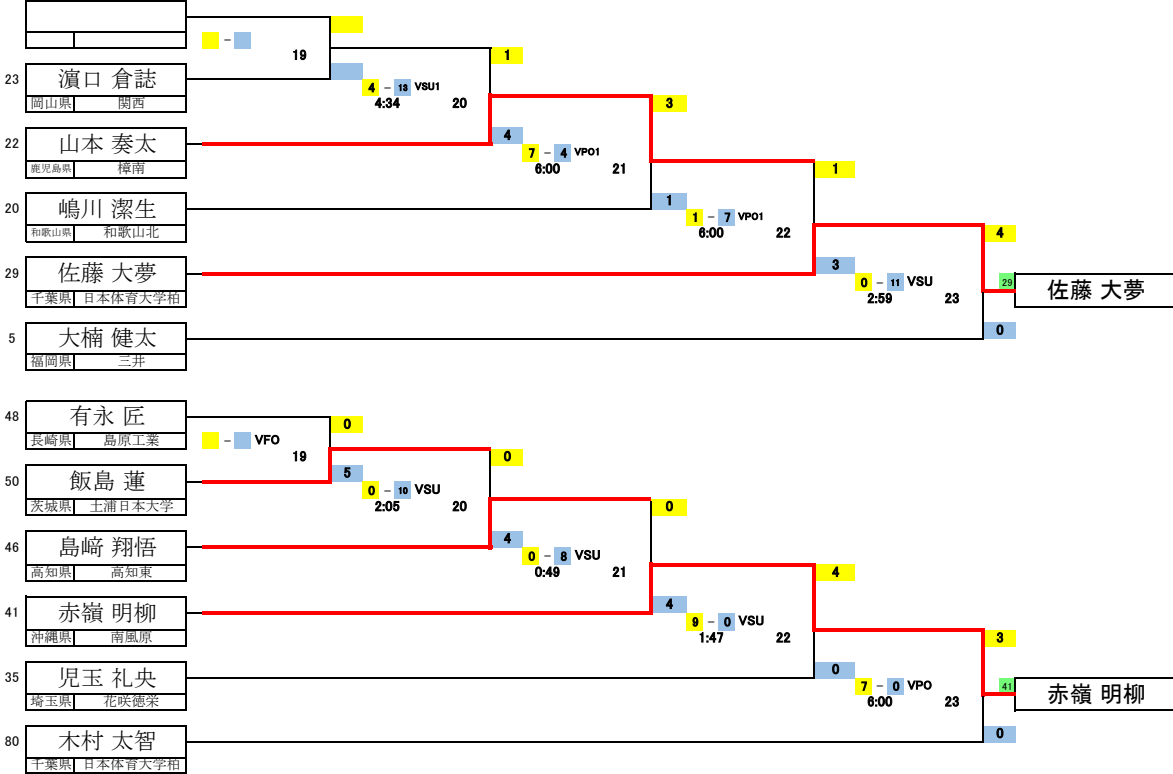 – 19
23 濵口 倉誌
岡山県 関西
1
4 – 13 VSU1
4:34 20
22 山本 奏太
鹿児島県 樟南
3
4
7 – 4 VPO1
6:00 21
20 嶋川 潔生
和歌山県 和歌山北
1
1
1 – 7 VPO1
6:00 22
29 佐藤 大夢
千葉県 日本体育大学柏
4
3
0 – 11 VSU
2:59 23
29 佐藤 大夢
5 大楠 健太
福岡県 三井
0
48 有永 匠
長崎県 島原工業
0
– VFO
19
50 飯島 蓮
茨城県 土浦日本大学
0
5
0 – 10 VSU
2:05 20
46 島﨑 翔悟
高知県 高知東
0
4
0 – 8 VSU
0:49 21
41 赤嶺 明柳
沖縄県 南風原
4
4
9 – 0 VSU
1:47 22
35 児玉 礼央
埼玉県 花咲徳栄
3
0
7 – 0 VPO
6:00 23
41 赤嶺 明柳
80 木村 太智
千葉県 日本体育大学柏
0